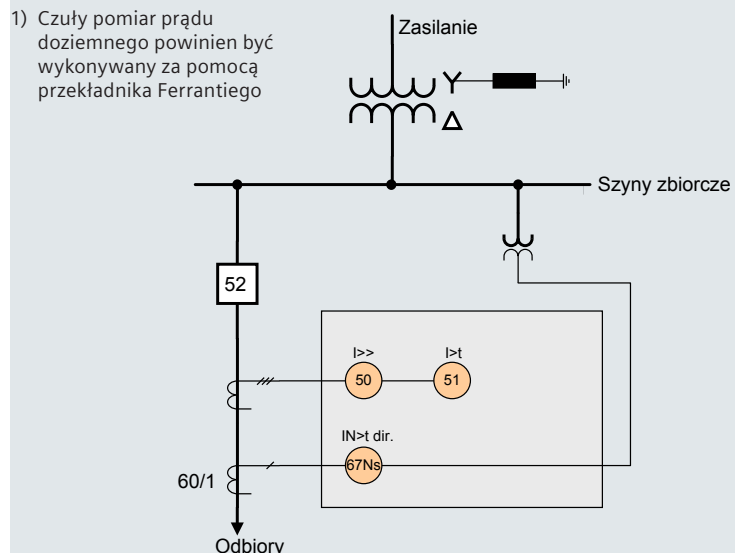 1) Czuły pomiar prądu
doziemnego powinien być
wykonywany za pomocą
przekładnika Ferrantiego
Zasilanie
Szyny zbiorcze
52
I>>
I>t
50
51
IN>t dir.
67Ns
60/1
Odbiory